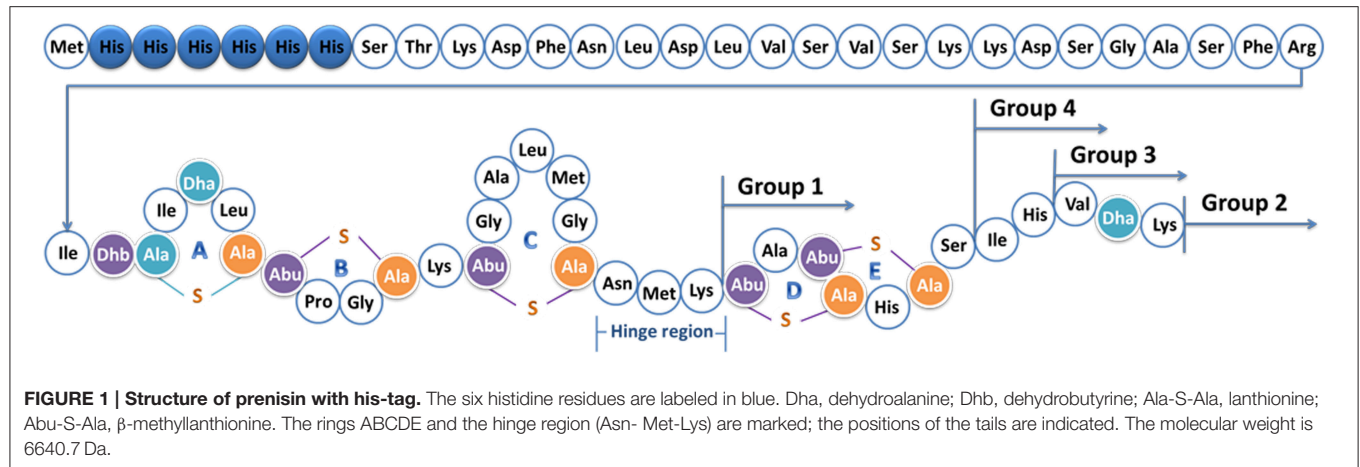 Met His His His His His His Ser Thr Lys Asp Phe Asn Leu Asp Leu Val Ser Val Ser Lys Lys Asp Ser Gly Ala Ser Phe Arg
Group 4
Group 3
Group 2
Group 1
Ile Dhb Ala Ile Dha Leu Ala Abu Pro Gly Ala Lys Abu Gly Ala Leu Met Gly Ala Asn Met Lys Abu Ala Abu Ala His Ala Ser Ile His Val Dha Lys
A S
S B
C S
D S
S E
Hinge region
FIGURE 1 | Structure of prenisin with his-tag. The six histidine residues are labeled in blue. Dha, dehydroalanine; Dhb, dehydrobutyrine; Ala-S-Ala, lanthionine;
Abu-S-Ala, β-methyllanthionine. The rings ABCDE and the hinge region (Asn- Met-Lys) are marked; the positions of the tails are indicated. The molecular weight is
6640.7 Da.